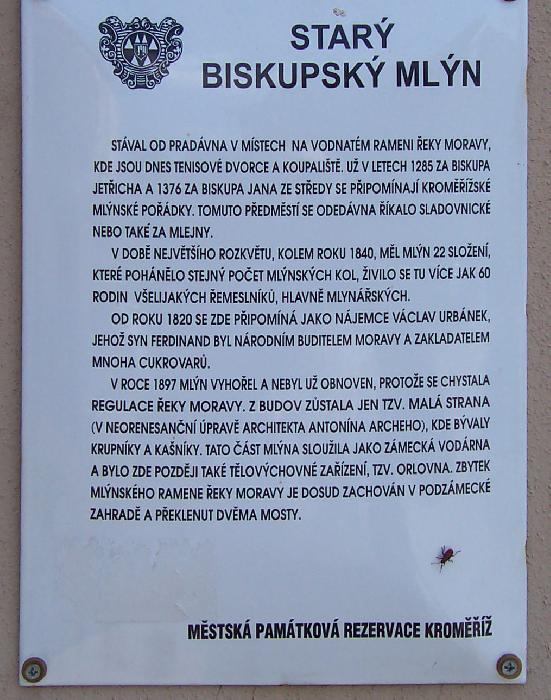 STARÝ
BISKUPSKÝ MLÝN
STÁVAL OD PRADÁVNA V MÍSTECH NA VODNATÉM RAMENI ŘEKY MORAVY,
KDE JSOU DNES TENISOVÉ DVORCE A KOUPALIŠTĚ. UŽ V LETECH 1285 ZA BISKUPA
JETŘICHA A 1376 ZA BISKUPA JANA ZE STŘEDY SE PŘIPOMÍNAJÍ KROMĚŘÍŽSKÉ
MLÝNSKÉ POŘÁDKY. TOMUTO PŘEDMĚSTÍ SE ODEDÁVNA ŘÍKALO SLADOVNICKÉ
NEBO TAKÉ ZA MLEJNY.
V DOBĚ NEJVĚTŠÍHO ROZKVĚTU, KOLEM ROKU 1840, MĚL MLÝN 22 SLOŽENÍ,
KTERÉ POHÁNĚLO STEJNÝ POČET MLÝNSKÝCH KOL, ŽIVILO SE TU VÍCE JAK 60
RODIN VŠELIJAKÝCH ŘEMESLNÍKŮ, HLAVNĚ MLYNÁŘSKÝCH.
OD ROKU 1820 SE ZDE PŘIPOMÍNÁ JAKO NÁJEMCE VÁCLAV URBÁNEK,
JEHOŽ SYN FERDINAND BYL NÁRODNÍM BUDITELEM MORAVY A ZAKLADATELEM
MNOHA CUKROVARŮ.
V ROCE 1897 MLÝN VYHOŘEL A NEBYL UŽ OBNOVEN, PROTOŽE SE CHYSTALA
REGULACE ŘEKY MORAVY. Z BUDOV ZŮSTALA JEN TZV. MALÁ STRANA
(V NEORENESANČNÍ ÚPRAVĚ ARCHITEKTA ANTONÍNA ARCHEHO), KDE BÝVALY
KRUPNÍKY A KAŠNÍKY. TATO ČÁST MLÝNA SLOUŽILA JAKO ZÁMECKÁ VODÁRNA
A BYLO ZDE POZDĚJI TAKÉ TĚLOVÝCHOVNÉ ZAŘÍZENÍ, TZV. ORLOVNA. ZBYTEK
MLÝNSKÉHO RAMENE ŘEKY MORAVY JE DOSUD ZACHOVÁN V PODZÁMECKÉ
ZAHRADĚ A PŘEKLENUT DVĚMA MOSTY.
MĚSTSKÁ PAMÁTKOVÁ REZERVACE KROMĚŘÍŽ